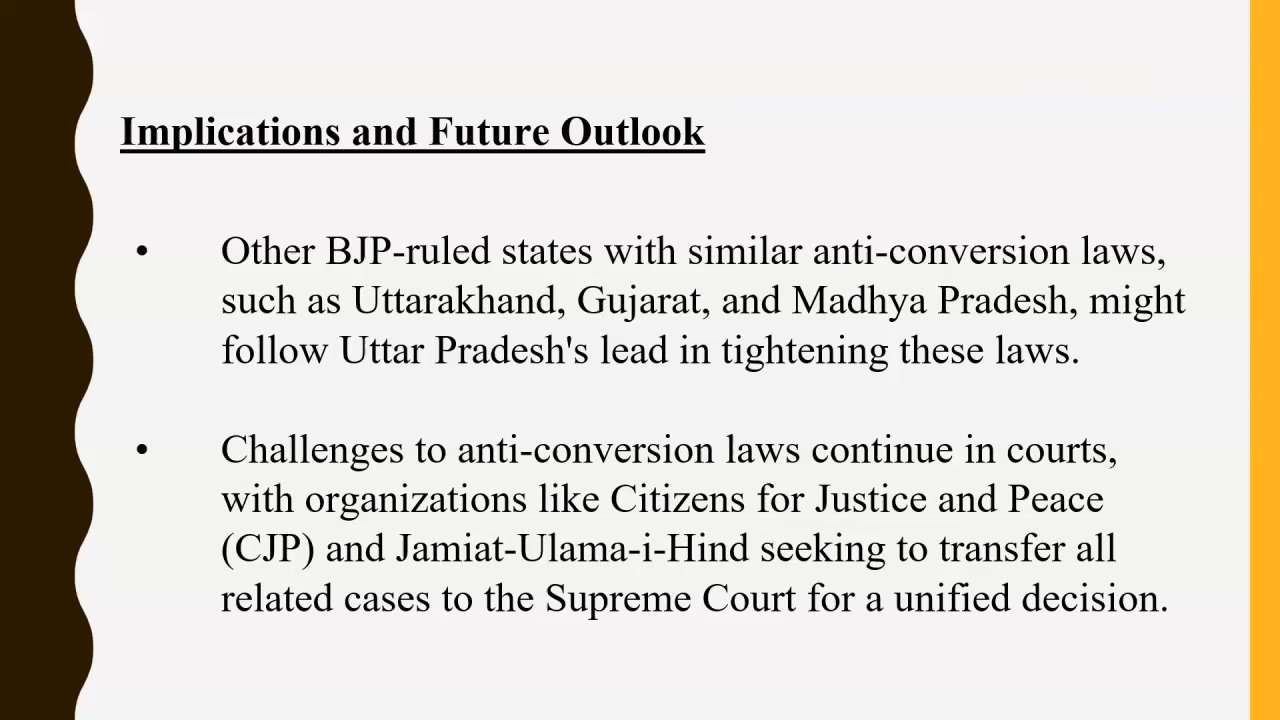 Implications and Future Outlook
• Other BJP-ruled states with similar anti-conversion laws,
such as Uttarakhand, Gujarat, and Madhya Pradesh, might
follow Uttar Pradesh's lead in tightening these laws.
• Challenges to anti-conversion laws continue in courts,
with organizations like Citizens for Justice and Peace
(CJP) and Jamiat-Ulama-i-Hind seeking to transfer all
related cases to the Supreme Court for a unified decision.